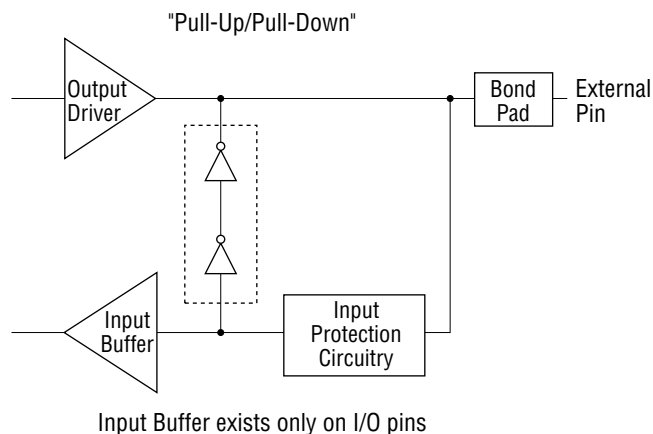 "Pull-Up/Pull-Down"
Output
Driver
Bond
Pad
External
Pin
Input
Buffer
Input
Protection
Circuitry
Input Buffer exists only on I/O pins